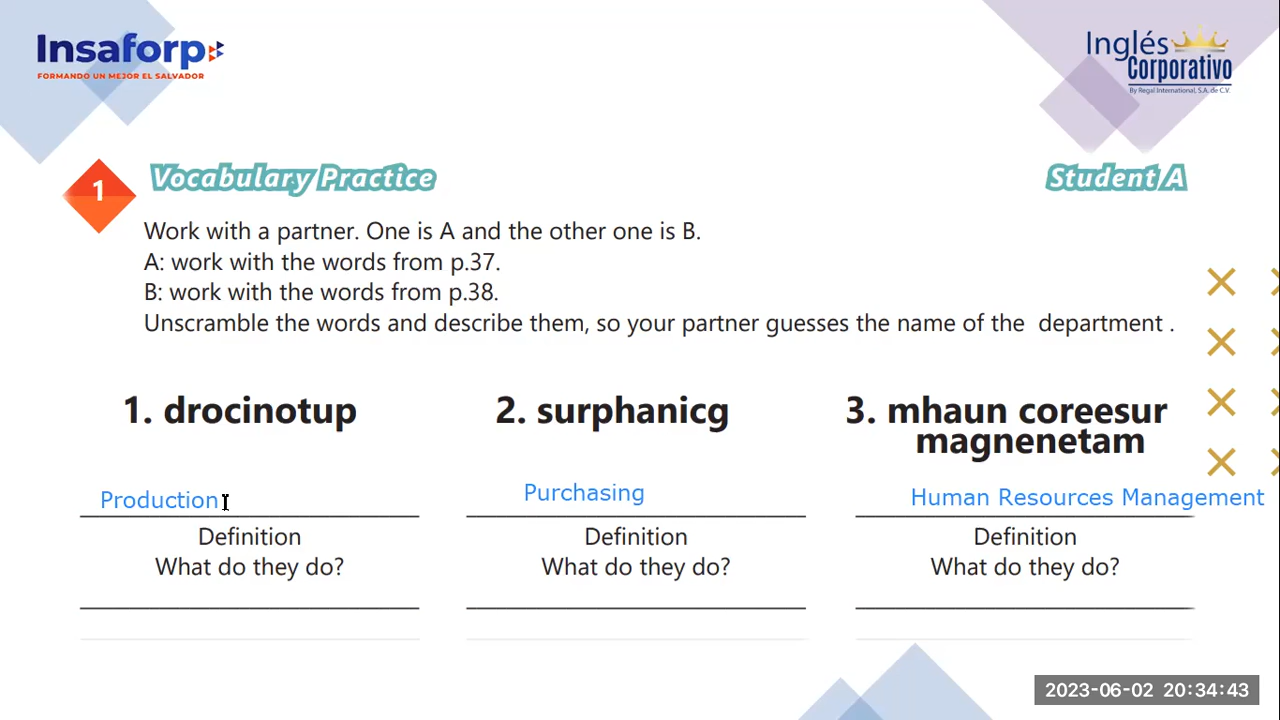 Insaforp
FORMANDO UN MEJOR EL SALVADOR
Inglés
Corporativo
By Regal International, S.A. de C.V.
1
Vocabulary Practice
Student A
Work with a partner. One is A and the other one is B.
A: work with the words from p.37.
B: work with the words from p.38.
Unscramble the words and describe them, so your partner guesses the name of the department .
1. drocinotup
2. surphanicg
3. mhaun coreesur
magnenetam
Production
Purchasing
Human Resources Management
Definition
What do they do?
Definition
What do they do?
Definition
What do they do?
2023-06-02 20:34:43